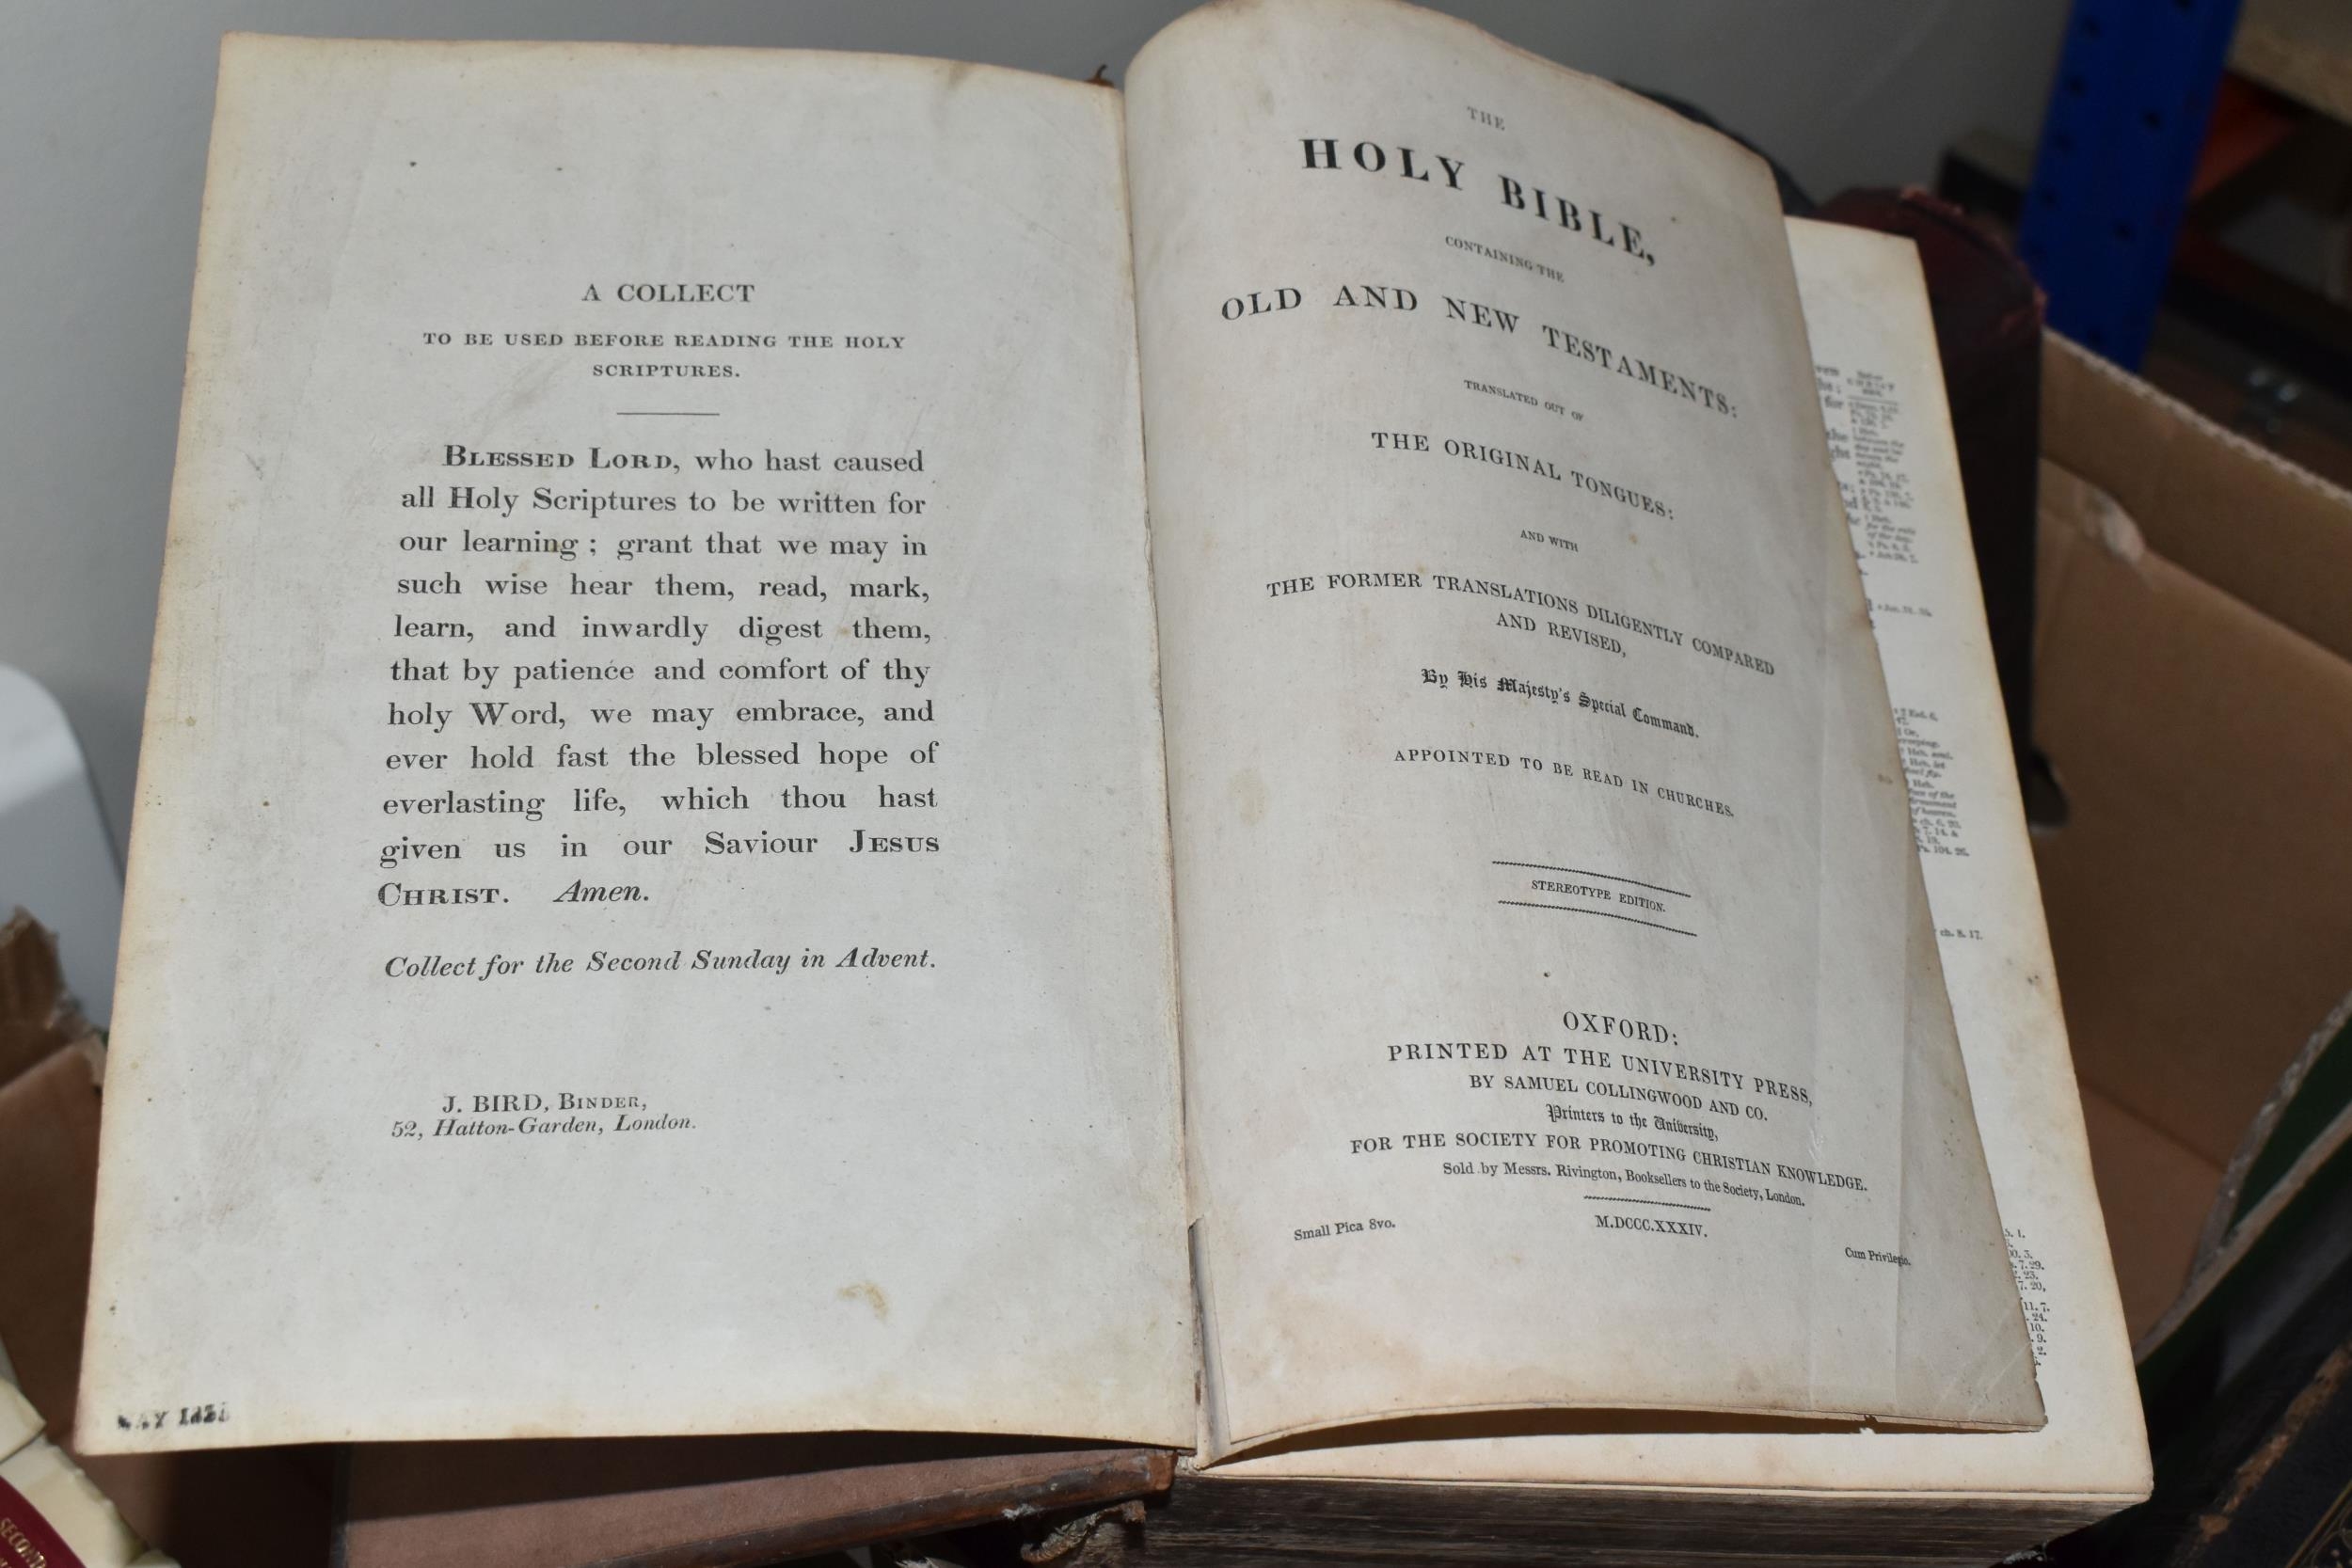 A COLLECT
TO BE USED BEFORE READING THE HOLY
SCRIPTURES.
BLESSED LORD, who hast caused
all Holy Scriptures to be written for
our learning ; grant that we may in
such wise hear them, read, mark,
learn, and inwardly digest them,
that by patience and comfort of thy
holy Word, we may embrace, and
ever hold fast the blessed hope of
everlasting life, which thou hast
given us in our Saviour JESUS
CHRIST. Amen.
Collect for the Second Sunday in Advent.
J. BIRD, BINDER,
52, Hatton-Garden, London.
MAY
THE
HOLY BIBLE,
CONTAINING THE
OLD AND NEW TESTAMENTS:
TRANSLATED OUT OF
THE ORIGINAL TONGUES:
AND WITH
THE FORMER TRANSLATIONS DILIGENTLY COMPARED
AND REVISED,
By His Majesty's Special Command.
APPOINTED TO BE READ IN CHURCHES.
STEREOTYPE EDITION.
OXFORD:
PRINTED AT THE UNIVERSITY PRESS,
BY SAMUEL COLLINGWOOD AND CO.
Printers to the University,
FOR THE SOCIETY FOR PROMOTING CHRISTIAN KNOWLEDGE.
Sold by Messrs. Rivington, Booksellers to the Society, London.
M.DCCC.XXXIV.
Small Pica 8vo.
Cum Privilegio.
ch. 8. 17.
SECOND